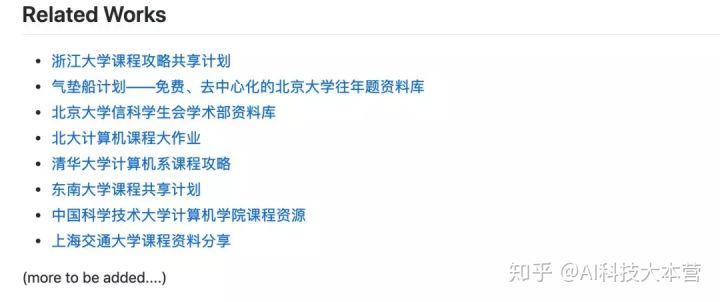 Related Works
浙江大学课程攻略共享计划
气垫船计划——免费、去中心化的北京大学往年题资料库
北京大学信科学生会学术部资料库
北大计算机课程大作业
清华大学计算机系课程攻略
东南大学课程共享计划
中国科学技术大学计算机学院课程资源
上海交通大学课程资料分享
(more to be added....)
知乎 @AI科技大本营